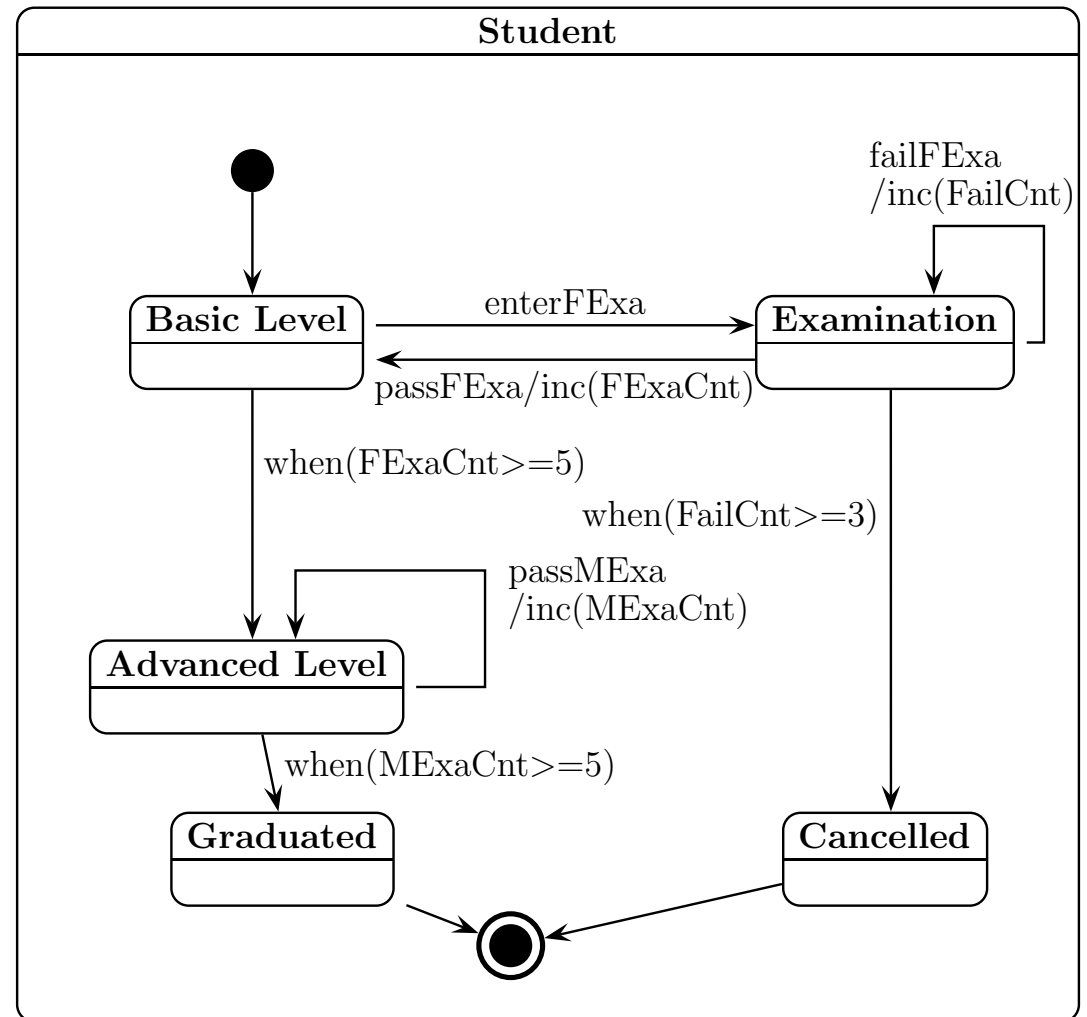 Student
failFExa
/inc(FailCnt)
enterFExa
Basic Level
Examination
passFExa/inc(FExaCnt)
when(FExaCnt>=5)
when(FailCnt>=3)
passMExa
/inc(MExaCnt)
Advanced Level
when(MExaCnt>=5)
Graduated
Cancelled